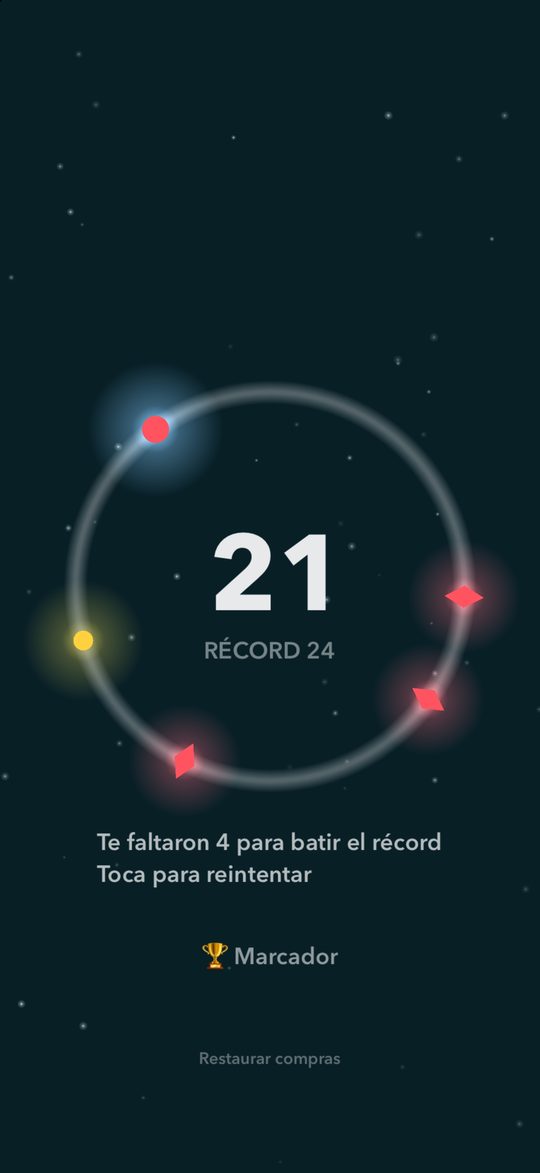 21
RÉCORD 24
Te faltaron 4 para batir el récord
Toca para reintentar
🏆 Marcador
Restaurar compras